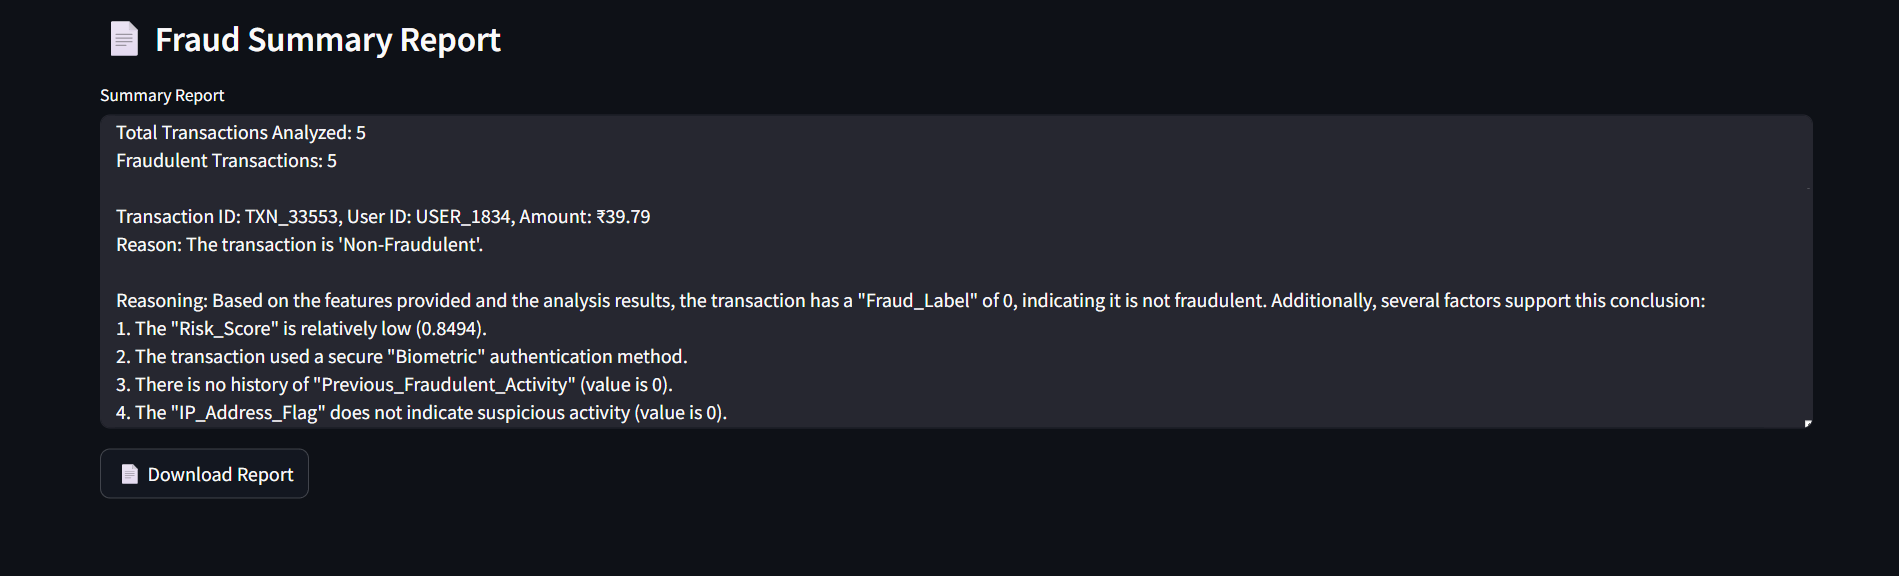 Fraud Summary Report
Summary Report
Total Transactions Analyzed: 5
Fraudulent Transactions: 5
Transaction ID: TXN_33553, User ID: USER_1834, Amount: ₹39.79
Reason: The transaction is 'Non-Fraudulent'.
Reasoning: Based on the features provided and the analysis results, the transaction has a "Fraud_Label" of 0, indicating it is not fraudulent. Additionally, several factors support this conclusion:
1. The "Risk_Score" is relatively low (0.8494).
2. The transaction used a secure "Biometric" authentication method.
3. There is no history of "Previous_Fraudulent_Activity" (value is 0).
4. The "IP_Address_Flag" does not indicate suspicious activity (value is 0).
Download Report